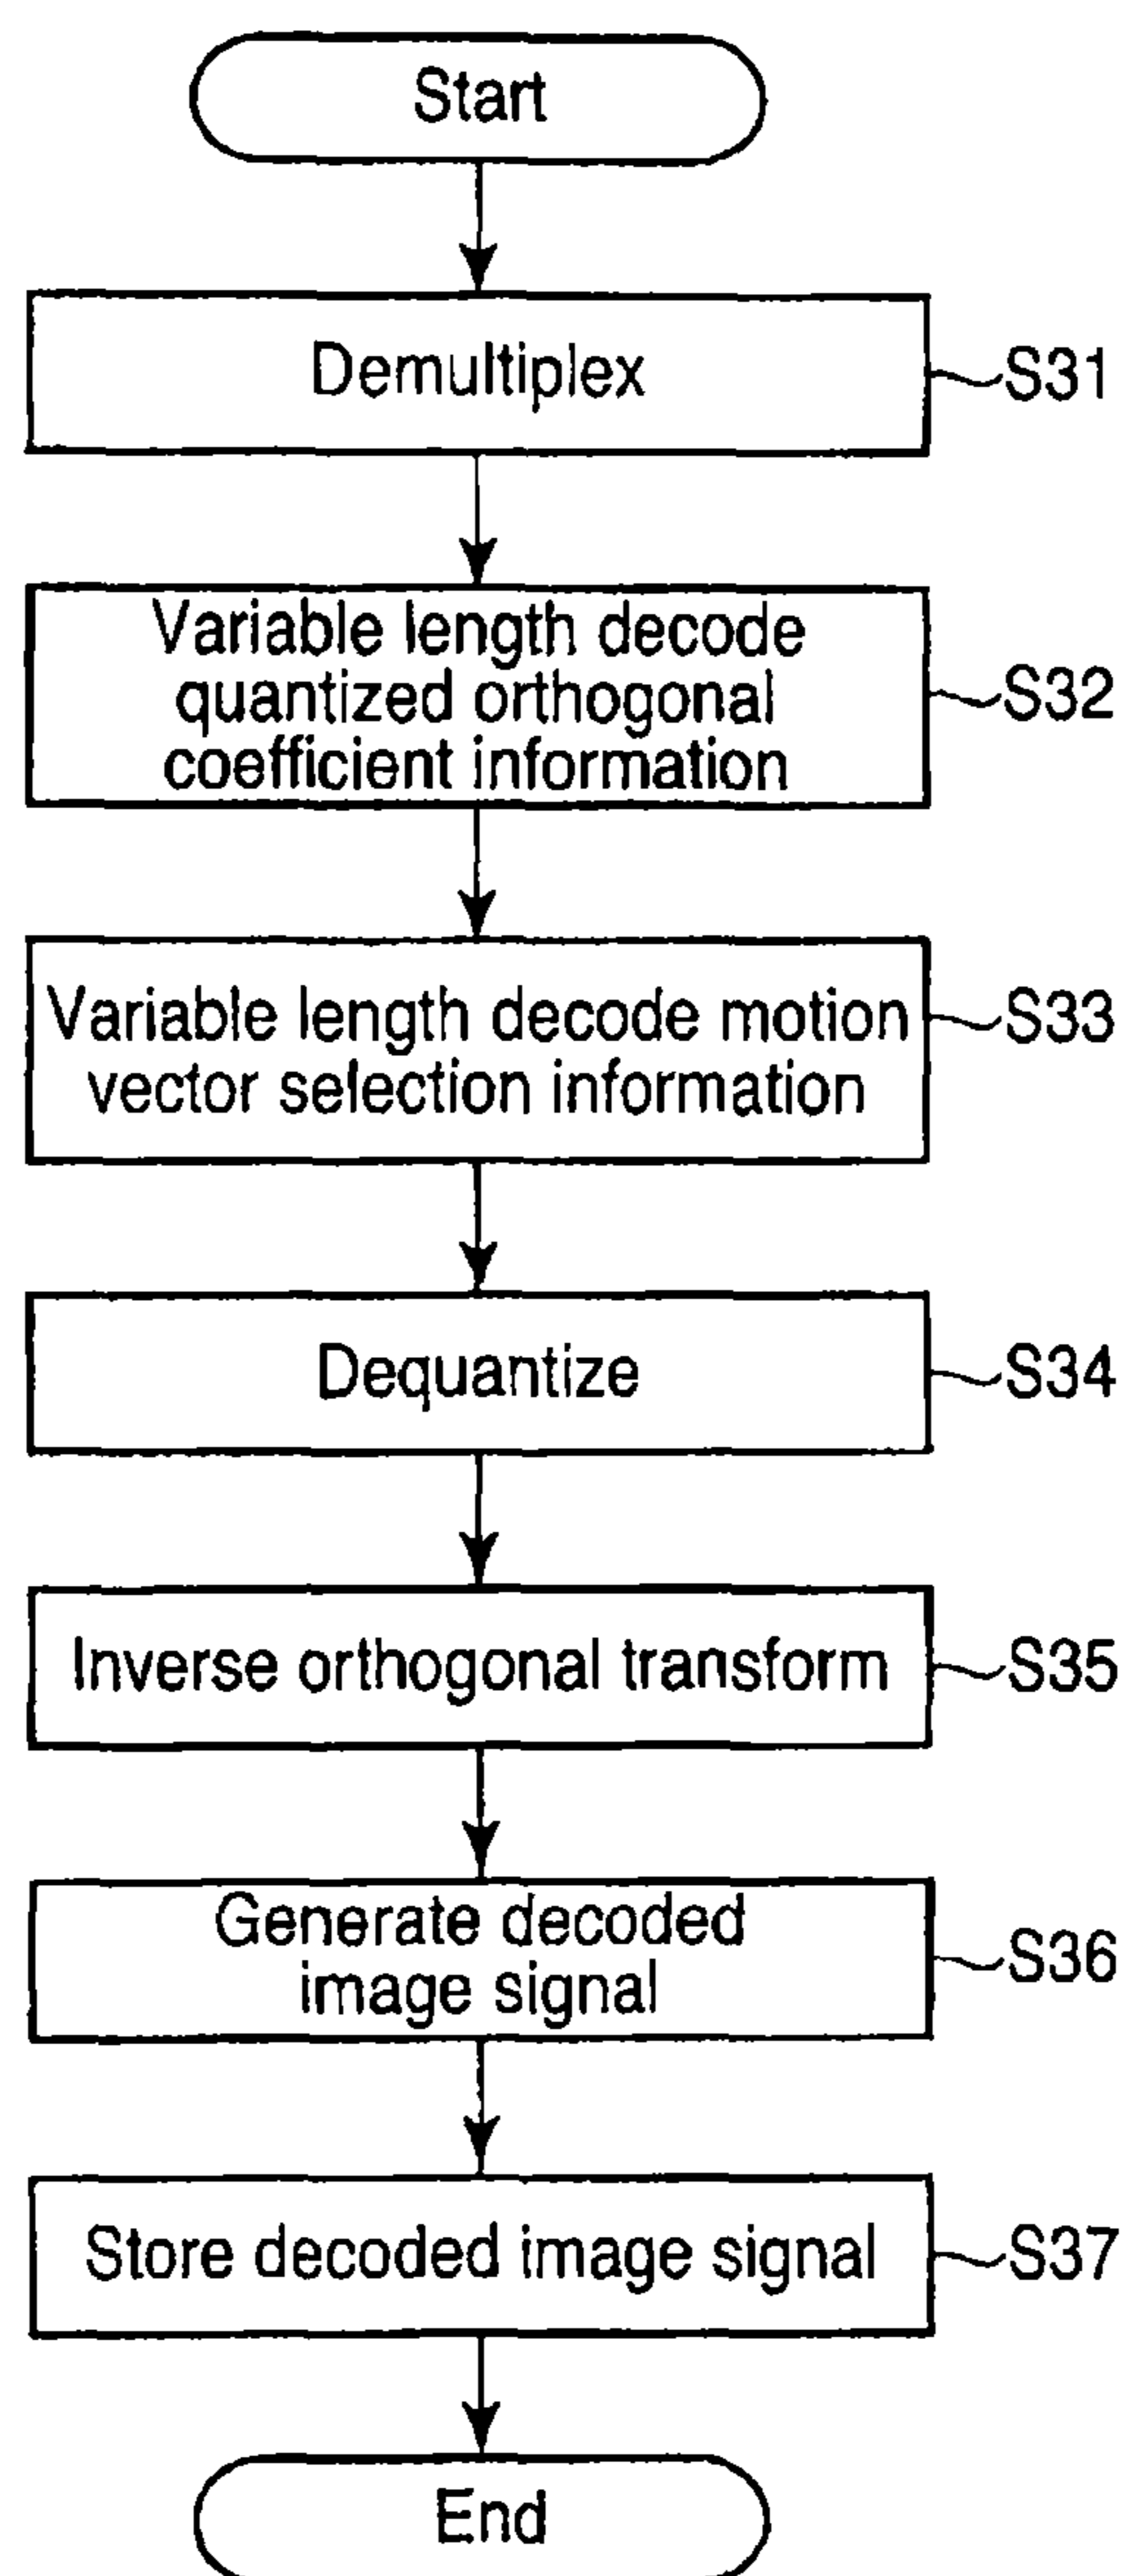 Start
Demultiplex
S31
Variable length decode
quantized orthogonal
coefficient information
S32
Variable length decode motion
vector selection information
S33
Dequantize
S34
Inverse orthogonal transform
S35
Generate decoded
image signal
S36
Store decoded image signal
S37
End